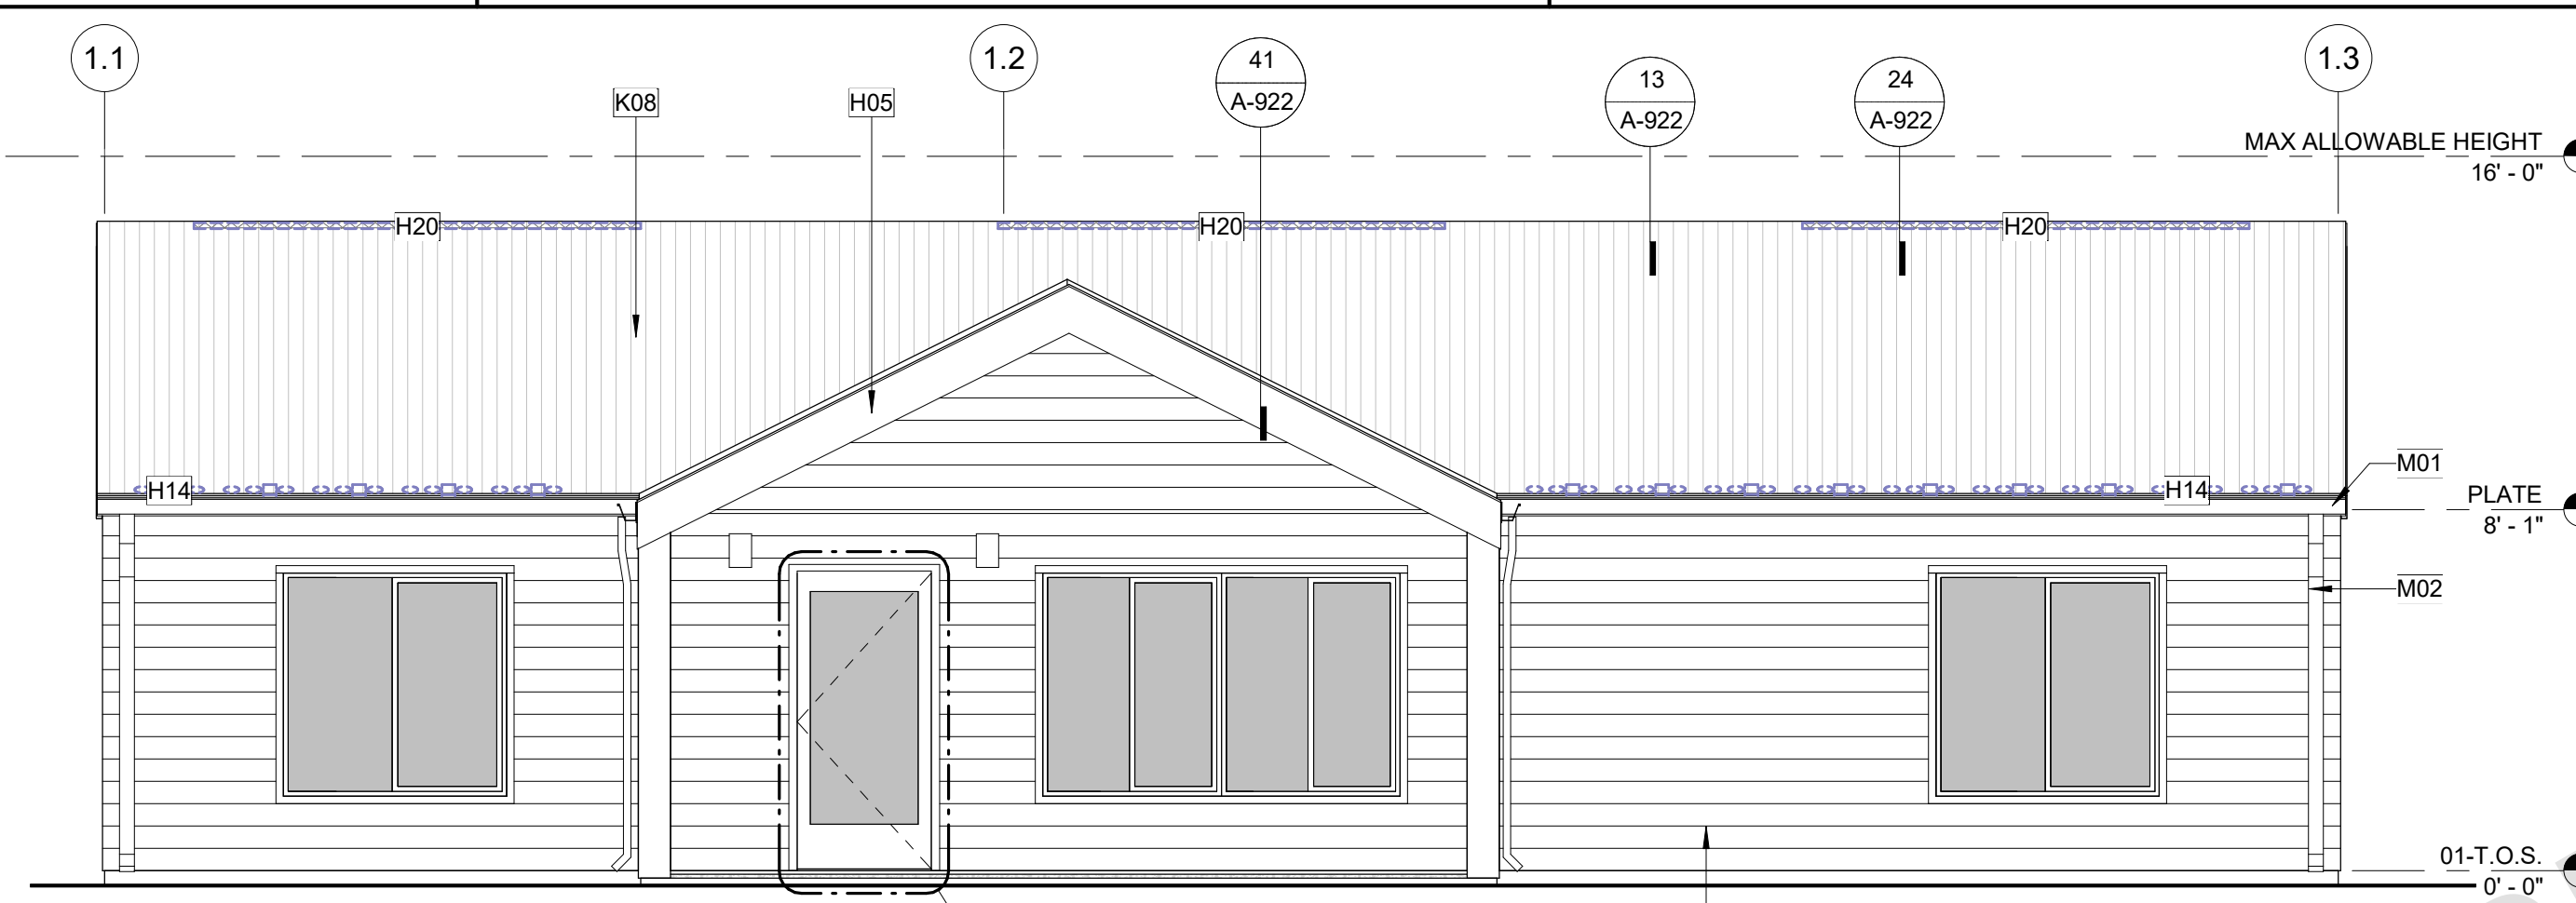 1.1
1.2
41
A-922
13
A-922
24
A-922
1.3
K08
H05
MAX ALLOWABLE HEIGHT
16' - 0"
H20
H20
H20
M01
H14
H14
PLATE
8' - 1"
M02
01-T.O.S.
0' - 0"